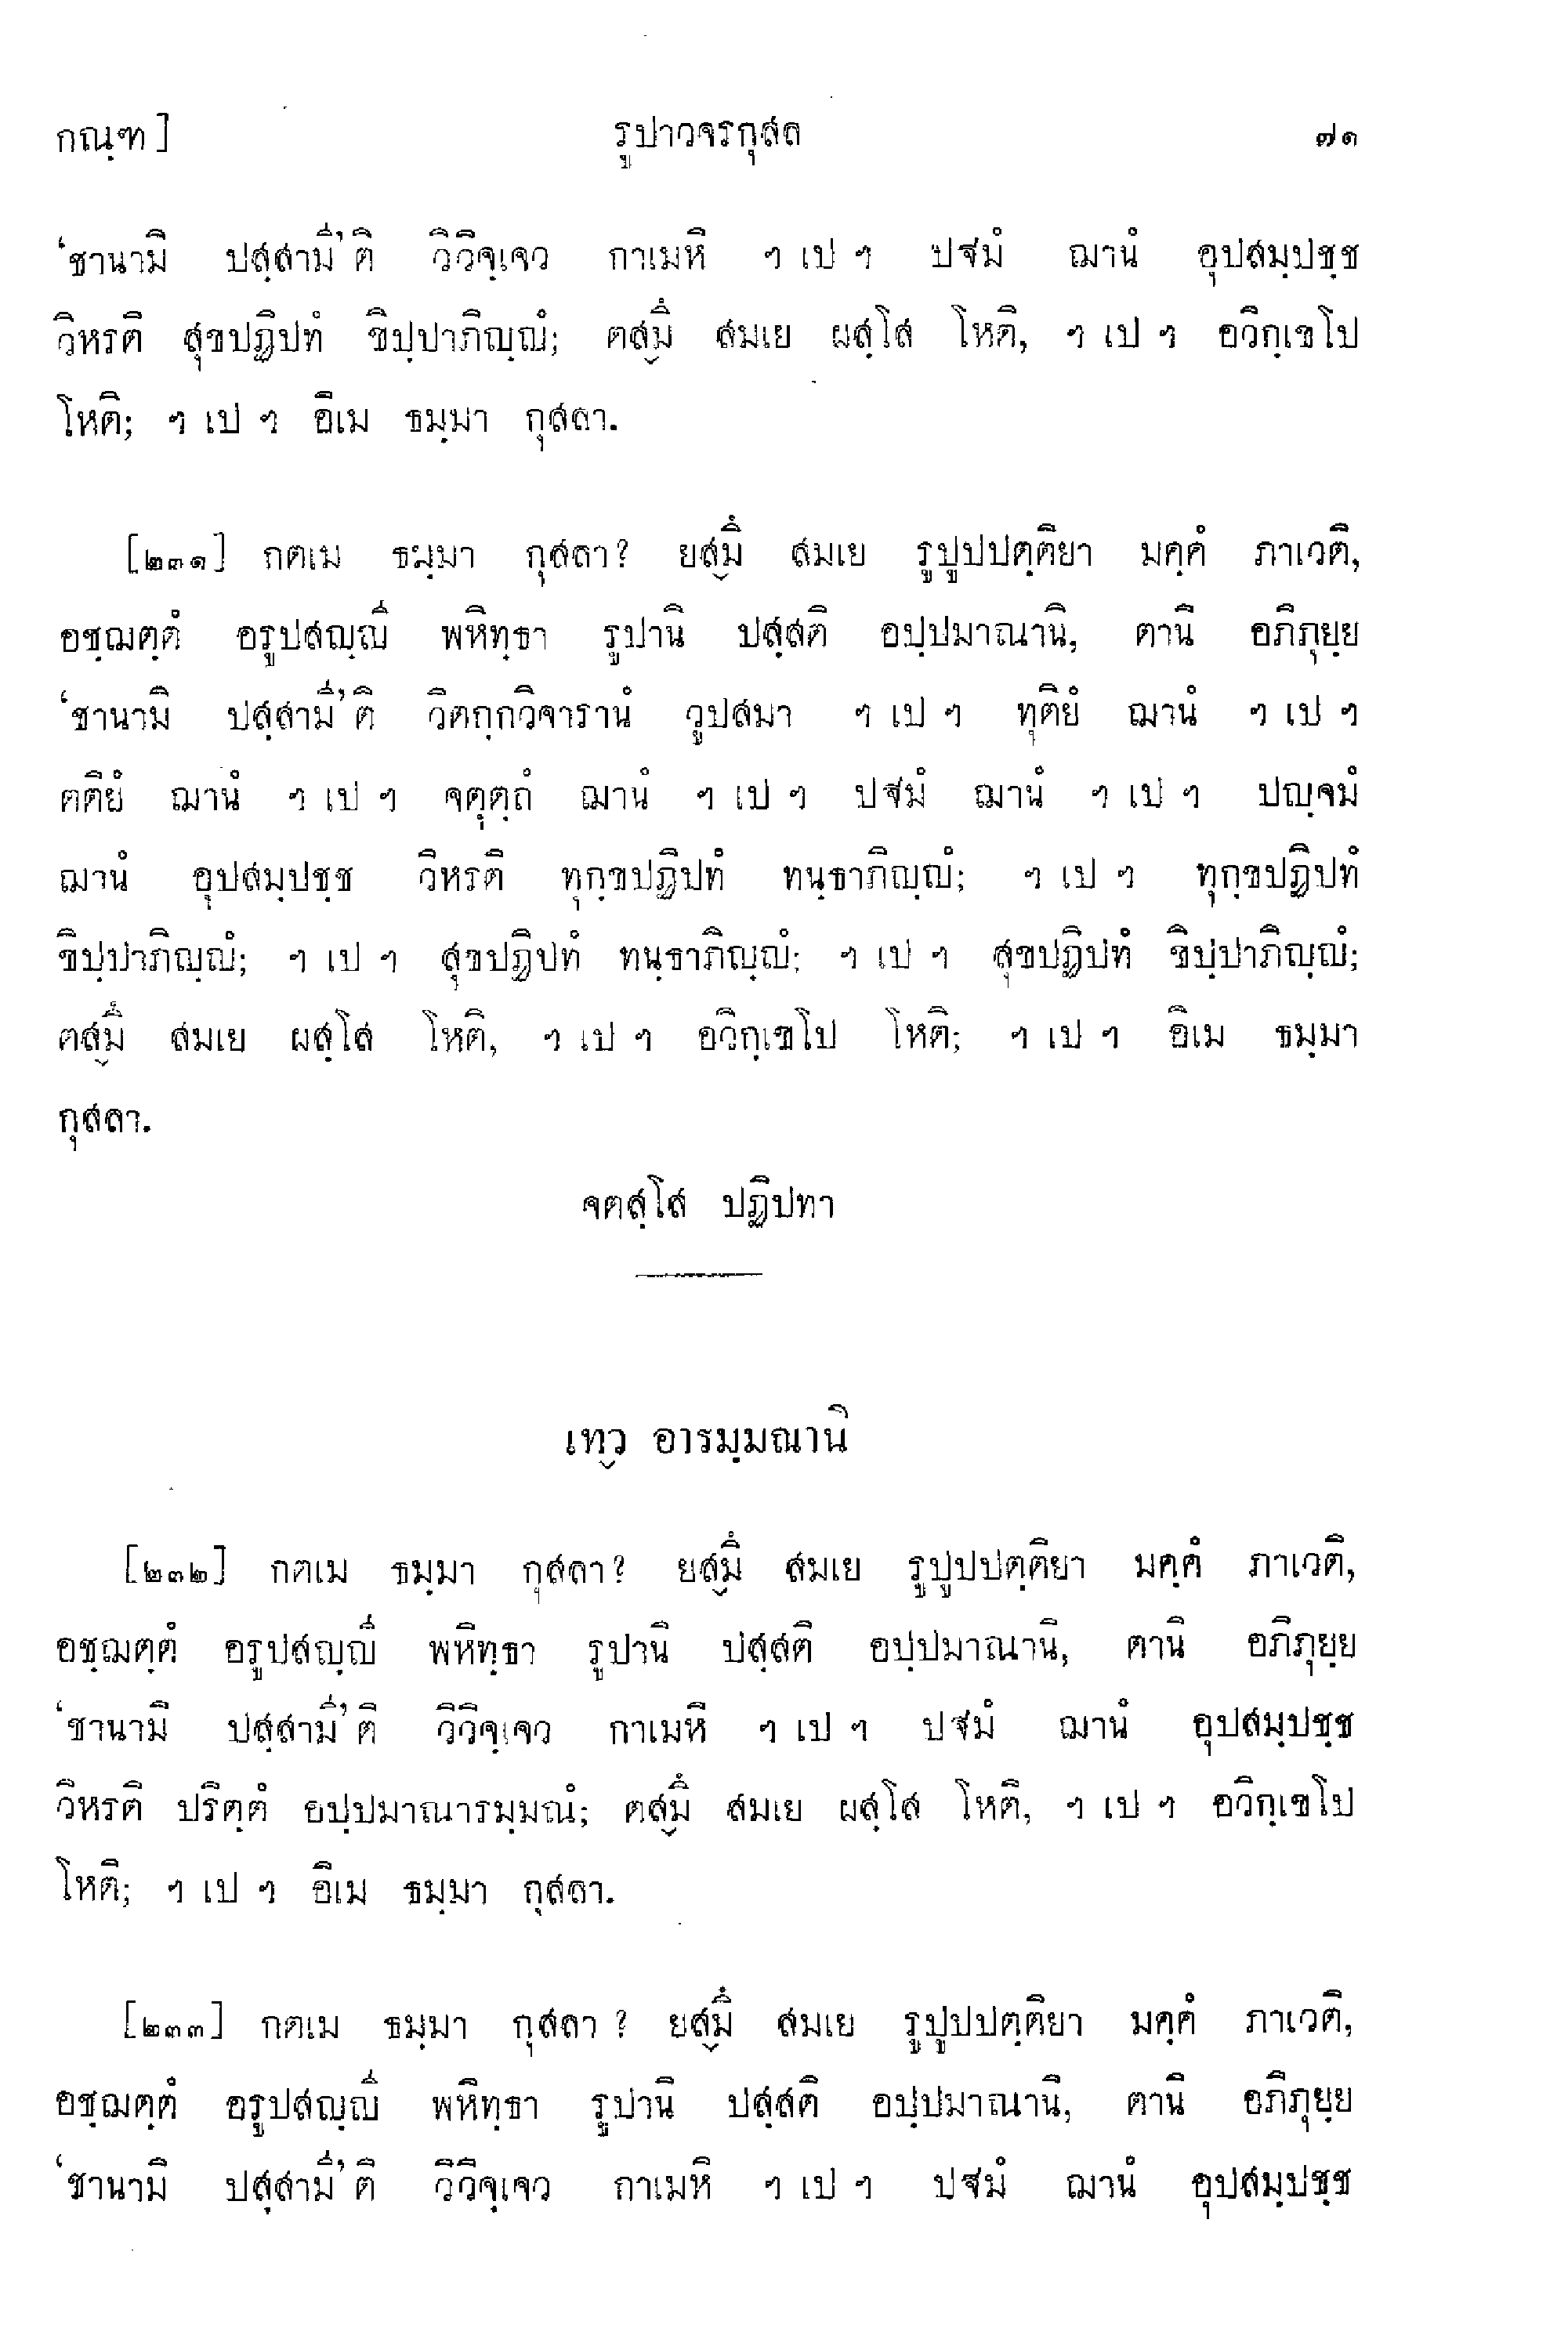 กณฺฑ] รูปาวจรกุสล ๗๑
‘ชานามิ ปสฺสามี’ติ วิวิจฺเจว กาเมหิ ฯ เป ฯ ปฐมํ ฌานํ อุปสมฺปชฺช
วิหรติ สุขปฏิปทํ ขิปฺปาภิญฺญํ; ตสฺมึ สมเย ผสฺโส โหติ, ฯ เป ฯ อวิกฺเขโป
โหติ; ฯ เป ฯ อิเม ธมฺมา กุสลา.
[๒๓๑] กตเม ธมฺมา กุสลา? ยสฺมึ สมเย รูปูปปตฺติยา มคฺคํ ภาเวติ,
อชฺฌตฺตํ อรูปสญฺญี พหิทฺธา รูปานิ ปสฺสติ อปฺปมาณานิ, ตานิ อภิภุยฺย
‘ชานามิ ปสฺสามี’ติ วิตกฺกวิจารานํ วูปสมา ฯ เป ฯ ทุติยํ ฌานํ ฯ เป ฯ
ตติยํ ฌานํ ฯ เป ฯ จตุตฺถํ ฌานํ ฯ เป ฯ ปฐมํ ฌานํ ฯ เป ฯ ปญฺจมํ
ฌานํ อุปสมฺปชฺช วิหรติ ทุกฺขปฏิปทํ ทนฺธาภิญฺญํ; ฯ เป ฯ ทุกฺขปฏิปทํ
ขิปฺปาภิญฺญํ; ฯ เป ฯ สุขปฏิปทํ ทนฺธาภิญฺญํ; ฯ เป ฯ สุขปฏิปทํ ขิปฺปาภิญฺญํ;
ตสฺมึ สมเย ผสฺโส โหติ, ฯ เป ฯ อวิกฺเขโป โหติ; ฯ เป ฯ อิเม ธมฺมา
กุสลา.
จตสฺโส ปฏิปทา
เทฺว อารมฺมณานิ
[๒๓๒] กตเม ธมฺมา กุสลา? ยสฺมึ สมเย รูปูปปตฺติยา มคฺคํ ภาเวติ,
อชฺฌตฺตํ อรูปสญฺญี พหิทฺธา รูปานิ ปสฺสติ อปฺปมาณานิ, ตานิ อภิภุยฺย
‘ชานามิ ปสฺสามี’ติ วิวิจฺเจว กาเมหิ ฯ เป ฯ ปฐมํ ฌานํ อุปสมฺปชฺช
วิหรติ ปริตฺตํ อปฺปมาณารมฺมณํ; ตสฺมึ สมเย ผสฺโส โหติ, ฯ เป ฯ อวิกฺเขโป
โหติ; ฯ เป ฯ อิเม ธมฺมา กุสลา.
[๒๓๓] กตเม ธมฺมา กุสลา? ยสฺมึ สมเย รูปูปปตฺติยา มคฺคํ ภาเวติ,
อชฺฌตฺตํ อรูปสญฺญี พหิทฺธา รูปานิ ปสฺสติ อปฺปมาณานิ, ตานิ อภิภุยฺย
‘ชานามิ ปสฺสามี’ติ วิวิจฺเจว กาเมหิ ฯ เป ฯ ปฐมํ ฌานํ อุปสมฺปชฺช